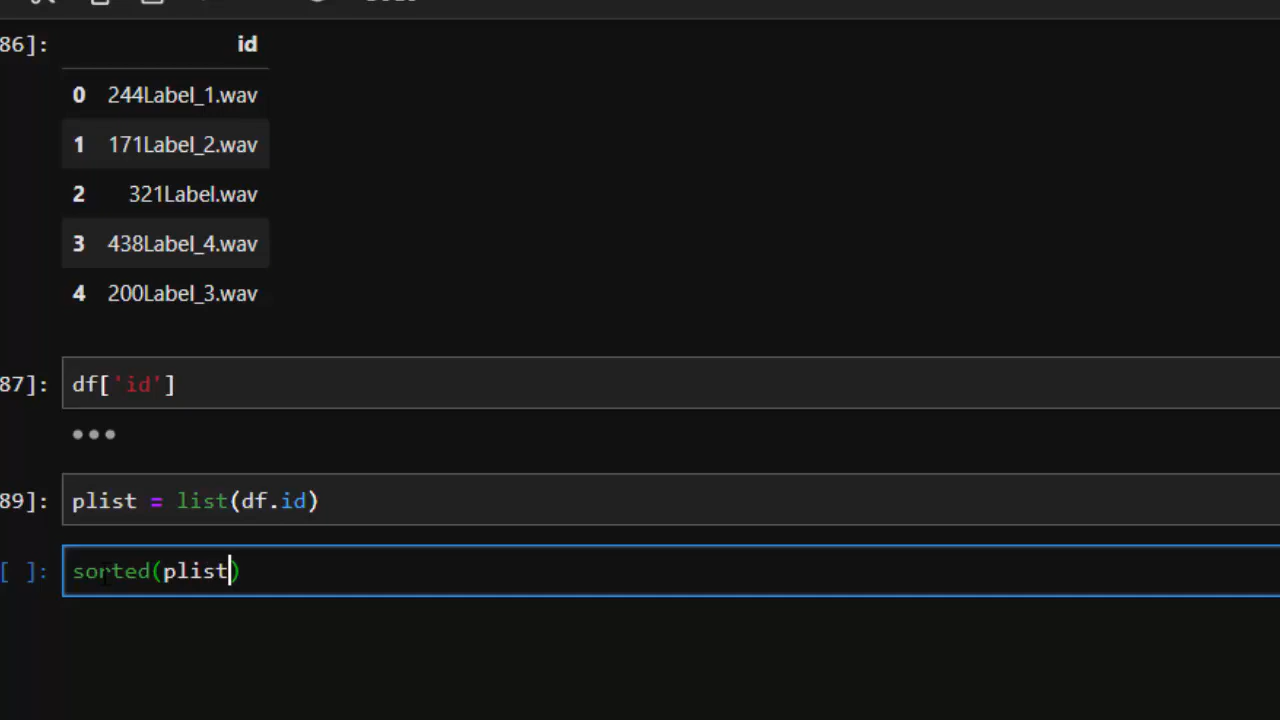 86]: id
0 244Label_1.wav
1 171Label_2.wav
2 321Label.wav
3 438Label_4.wav
4 200Label_3.wav
87]: df['id']
•••
89]: plist = list(df.id)
[ ]: sorted(plist)